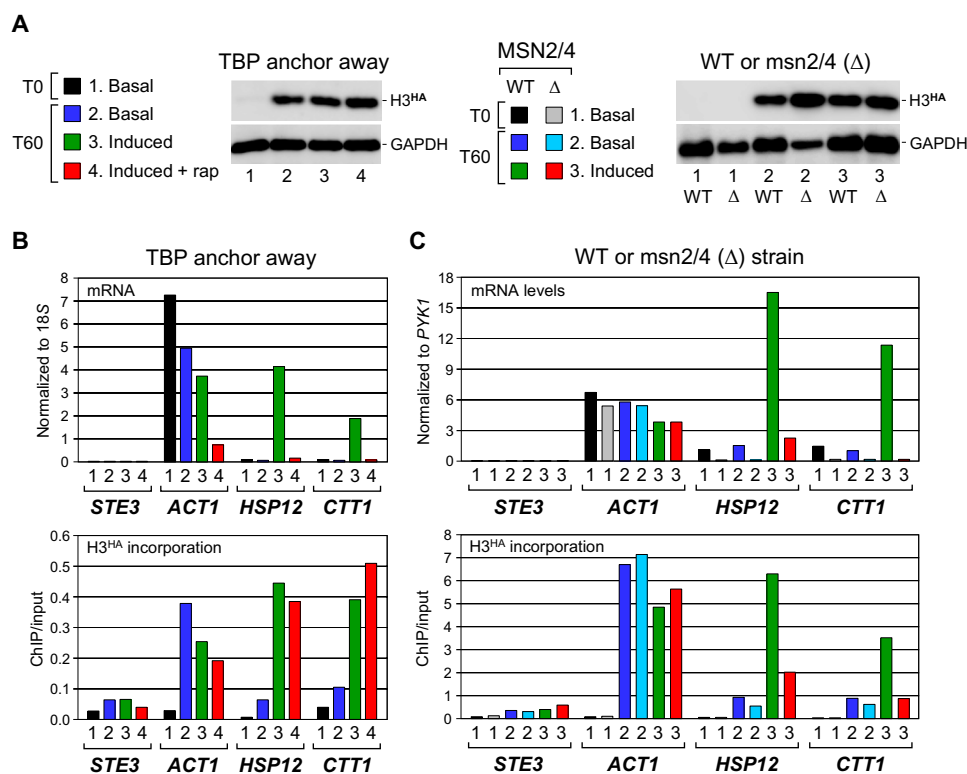 A
TBP anchor away
T0
1. Basal
T60
2. Basal
3. Induced
4. Induced + rap
-H3HA
-GAPDH
1 2 3 4
MSN2/4
WT Δ
T0
1. Basal
T60
2. Basal
3. Induced
WT or msn2/4 (Δ)
-H3HA
-GAPDH
1 1 2 2 3 3
WT Δ WT Δ WT Δ
B
TBP anchor away
mRNA
Normalized to 18S
8
7
6
5
4
3
2
1
0
1 2 3 4 1 2 3 4 1 2 3 4 1 2 3 4
STE3 ACT1 HSP12 CTT1
H3HA incorporation
ChIP/input
0.6
0.5
0.4
0.3
0.2
0.1
0.0
1 2 3 4 1 2 3 4 1 2 3 4 1 2 3 4
STE3 ACT1 HSP12 CTT1
C
WT or msn2/4 (Δ) strain
mRNA levels
Normalized to PYK1
18
15
12
9
6
3
0
1 1 2 2 3 3 1 1 2 2 3 3 1 1 2 2 3 3 1 1 2 2 3 3
STE3 ACT1 HSP12 CTT1
H3HA incorporation
ChIP/input
8
7
6
5
4
3
2
1
0
1 1 2 2 3 3 1 1 2 2 3 3 1 1 2 2 3 3 1 1 2 2 3 3
STE3 ACT1 HSP12 CTT1